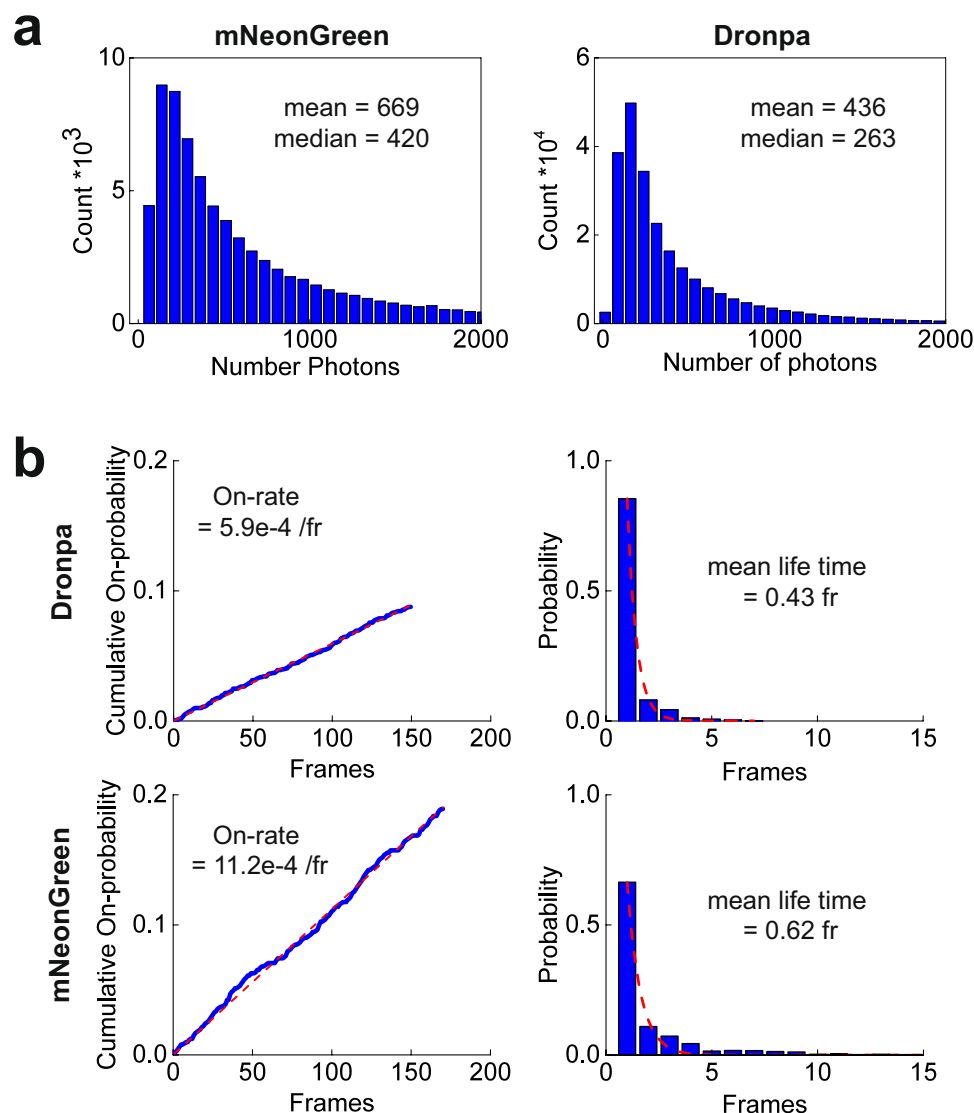 a
mNeonGreen
10
5
0
Count *10³
mean = 669
median = 420
0 1000 2000
Number Photons
Dronpa
6
4
2
0
Count *10⁴
mean = 436
median = 263
0 1000 2000
Number of photons
b
Dronpa
Cumulative On-probability
0.2
0.1
0.0
On-rate
= 5.9e-4 /fr
0 50 100 150 200
Frames
Probability
1.0
0.5
0.0
mean life time
= 0.43 fr
0 5 10 15
Frames
mNeonGreen
Cumulative On-probability
0.2
0.1
0.0
On-rate
= 11.2e-4 /fr
0 50 100 150 200
Frames
Probability
1.0
0.5
0.0
mean life time
= 0.62 fr
0 5 10 15
Frames